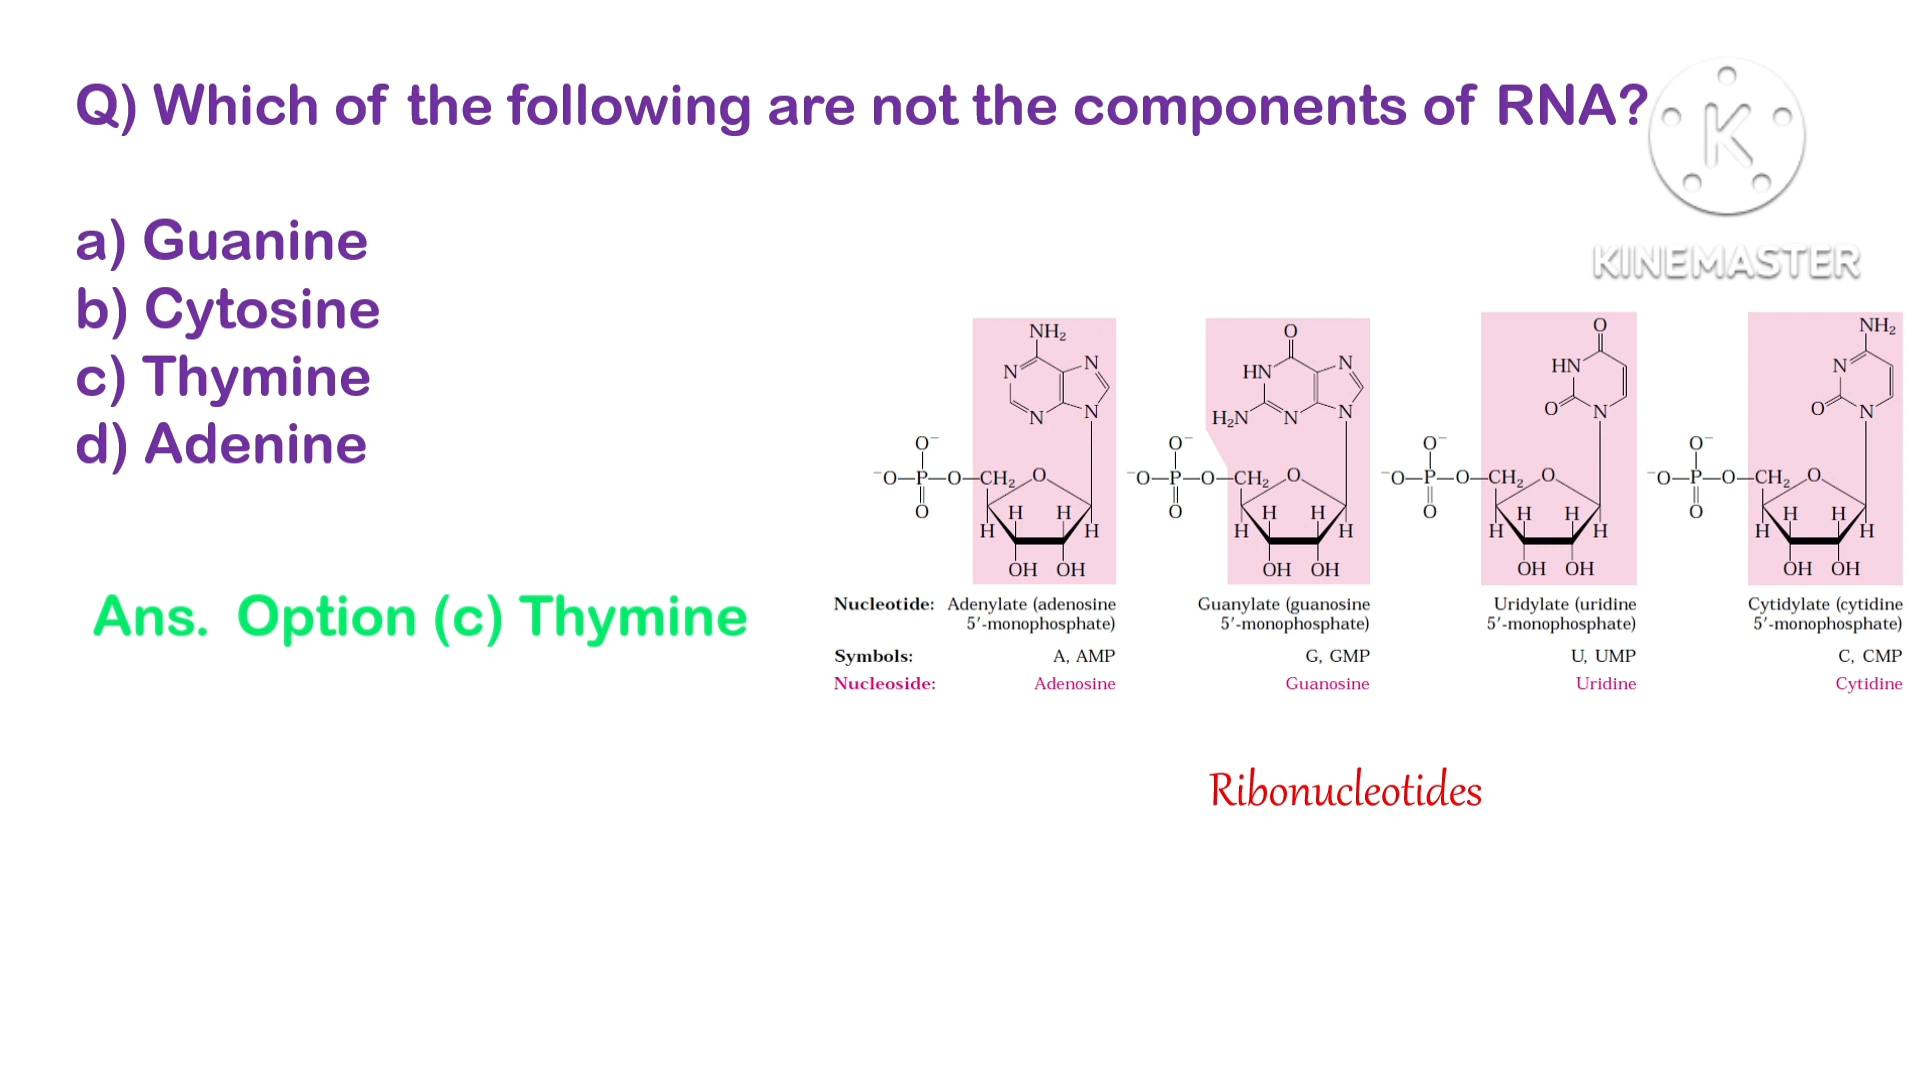 Q) Which of the following are not the components of RNA?
K
KINEMASTER
a) Guanine
b) Cytosine
c) Thymine
d) Adenine
Ans. Option (c) Thymine
NH₂
N
N
N
N
O⁻
⁻O—P—O—CH₂
O
O
H
H
H
H
OH OH
O
HN
N
H₂N
N
N
O⁻
⁻O—P—O—CH₂
O
O
H
H
H
H
OH OH
O
HN
O
N
O⁻
⁻O—P—O—CH₂
O
O
H
H
H
H
OH OH
NH₂
N
O
N
O⁻
⁻O—P—O—CH₂
O
O
H
H
H
H
OH OH
Nucleotide: Adenylate (adenosine 5′-monophosphate) Guanylate (guanosine 5′-monophosphate) Uridylate (uridine 5′-monophosphate) Cytidylate (cytidine 5′-monophosphate)
Symbols: A, AMP G, GMP U, UMP C, CMP
Nucleoside: Adenosine Guanosine Uridine Cytidine
Ribonucleotides